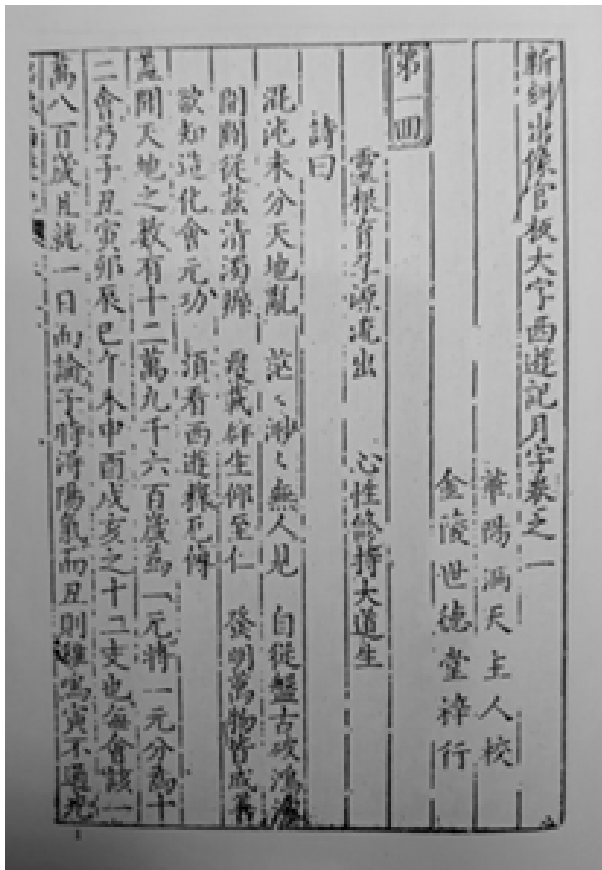 新刻出像官板大字西遊記月字卷之一
華陽洞天主人校
金陵世德堂梓行
第一回
靈根育孕源流出　心性修持大道生
詩曰
混沌未分天地亂　茫〻渺〻無人見　自從盤古破鴻濛
開闢從茲清濁辨　覆載群生仰至仁　發明萬物皆成善
欲知造化會元功　須看西遊釋厄傳
蓋聞天地之數有十二萬九千六百歲為一元將一元分為十
二會乃子丑寅卯辰巳午未申酉戌亥之十二支也每會該一
萬八百歲且就一日而論子時得陽氣而丑則雞鳴寅不通光